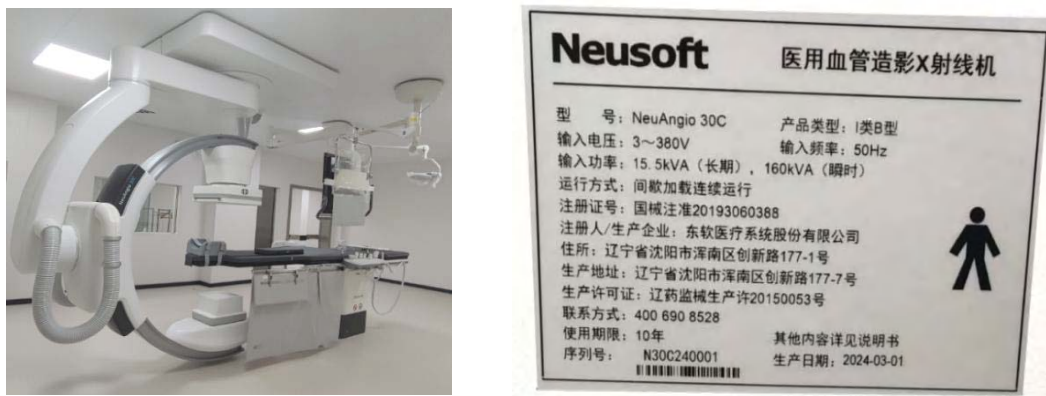 Neusoft 医用血管造影X射线机
型 号：NeuAngio 30C 产品类型：I类B型
输入电压：3～380V 输入频率：50Hz
输入功率：15.5kVA（长期），160kVA（瞬时）
运行方式：间歇加载连续运行
注册证号：国械注准20193060388
注册人/生产企业：东软医疗系统股份有限公司
住所：辽宁省沈阳市浑南区创新路177-1号
生产地址：辽宁省沈阳市浑南区创新路177-7号
生产许可证：辽药监械生产许20150053号
联系方式：400 690 8528
使用期限：10年 其他内容详见说明书
序列号： N30C240001 生产日期：2024-03-01